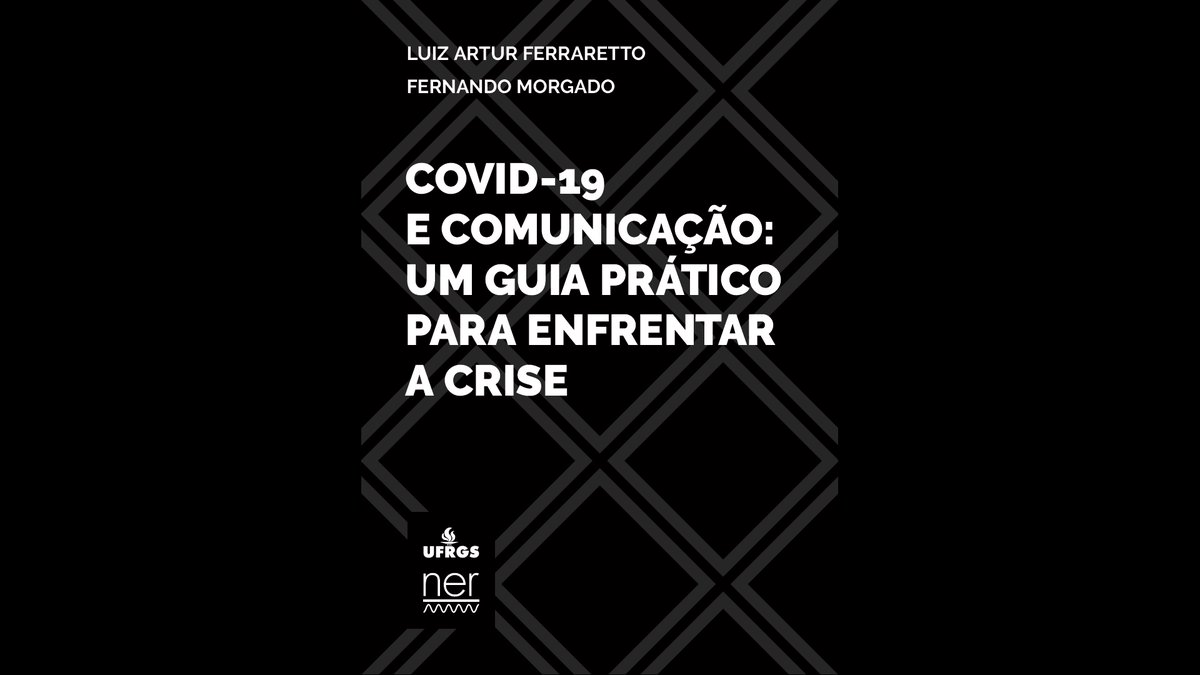 LUIZ ARTUR FERRARETTO
FERNANDO MORGADO
COVID-19
E COMUNICAÇÃO:
UM GUIA PRÁTICO
PARA ENFRENTAR
A CRISE
UFRGS
ner